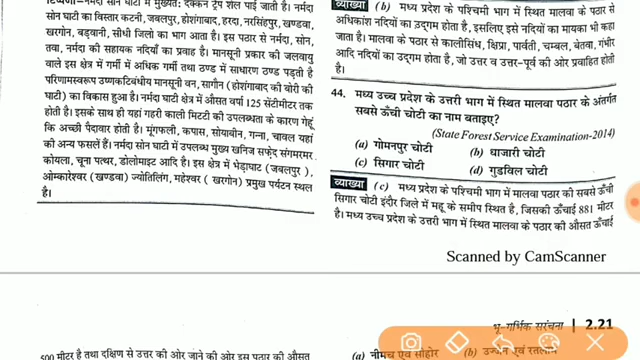 टिप्पणी- नर्मदा सोन घाटी में मुख्यतः दक्कन ट्रैप शैल पाई जाती है। नर्मदा
सोन घाटी का विस्तार कटनी, जबलपुर, होशंगाबाद, हरदा, नरसिंहपुर, खण्डवा,
खरगोन, बड़वानी, सीधी जिलो का भाग आता है। इस पठार से नर्मदा, सोन,
तवा, नर्मदा की सहायक नदियाँ का प्रवाह है। मानसूनी प्रकार की जलवायु
वाले इस क्षेत्र में गर्मी में अधिक गर्मी तथा ठण्ड में साधारण ठण्ड पड़ती है
परिणामस्वरूप उष्णकटिबंधीय मानसूनी वन, सागौन (होशंगाबाद की बोरी की
घाटी) का विकास हुआ है। नर्मदा घाटी क्षेत्र में औसत वर्षा 125 सेंटीमीटर तक
होती है। इसके साथ ही यहां गहरी काली मिटटी की उपलब्धता के कारण गेहूं
कि अच्छी पैदावार होती है। मूंगफली, कपास, सोयाबीन, गन्ना, चावल यहां
की अन्य फसलें हैं। नर्मदा सोन घाटी में उपलब्ध मुख्य खनिज सफ़ेद संगमरमर
कोयला, चूना पत्थर, डोलोमाइट आदि है। इस क्षेत्र में भेड़ाघाट (जबलपुर),
ओम्कारेश्वर (खण्डवा) ज्योतिलिंग, महेश्वर ( खरगोन) प्रमुख पर्यटन स्थल
है।
व्याख्या (b) मध्य प्रदेश के पश्चिमी भाग में स्थित मालवा के पठार से
अधिकांश नदियों का उद्गम होता है, इसलिए इसे नदियों का मायका भी कहा
जाता है। मालवा के पठार से कालीसिंध, क्षिप्रा, पार्वती, चम्बल, बेतवा, गंभीर
आदि नदियों का उद्गम होता है, जो उत्तर व उत्तर-पूर्व की ओर प्रवाहित होती
है।
44. मध्य उच्च प्रदेश के उत्तरी भाग में स्थित मालवा पठार के अंतर्गत
सबसे ऊँची चोटी का नाम बताइए?
(State Forest Service Examination-2014)
(a) गोमनपुर चोटी (b) धाजारी चोटी
(c) सिगार चोटी (d) गुडविल चोटी
व्याख्या (c) मध्य प्रदेश के पश्चिमी भाग में मालवा पठार की सबसे ऊँची
सिगार चोटी इंदौर जिले में महू के समीप स्थित है, जिसकी ऊँचाई 881 मीटर
है। मध्य उच्च प्रदेश के उत्तरी भाग में स्थित मालवा के पठार की औसत ऊँचाई
Scanned by CamScanner
भू-गर्भिक सरंचना | 2.21
500 मीटर है तथा दक्षिण से उत्तर की ओर जाने की ओर इस पठार की औसत
(a) नीमच एवं सीहोर (b) उज्जैन एवं रतलाम